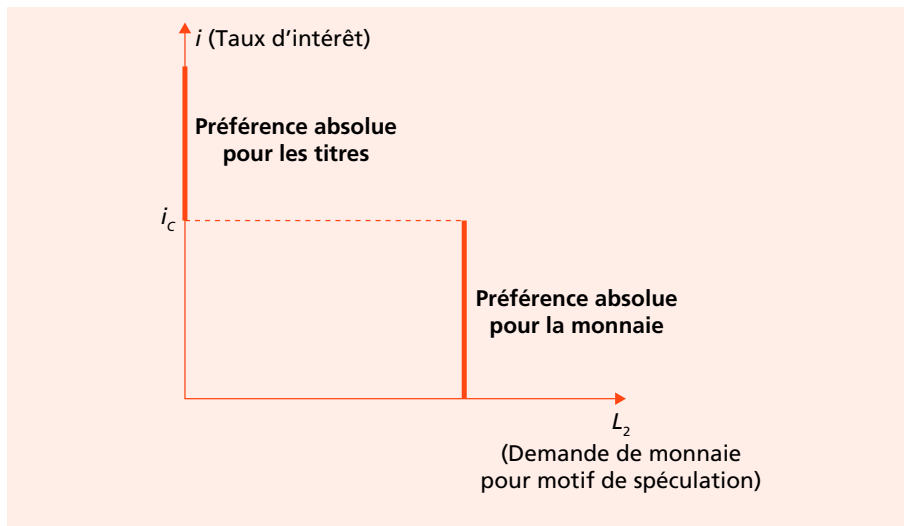 i (Taux d’intérêt)
Préférence absolue
pour les titres
i_c
Préférence absolue
pour la monnaie
L_2
(Demande de monnaie
pour motif de spéculation)